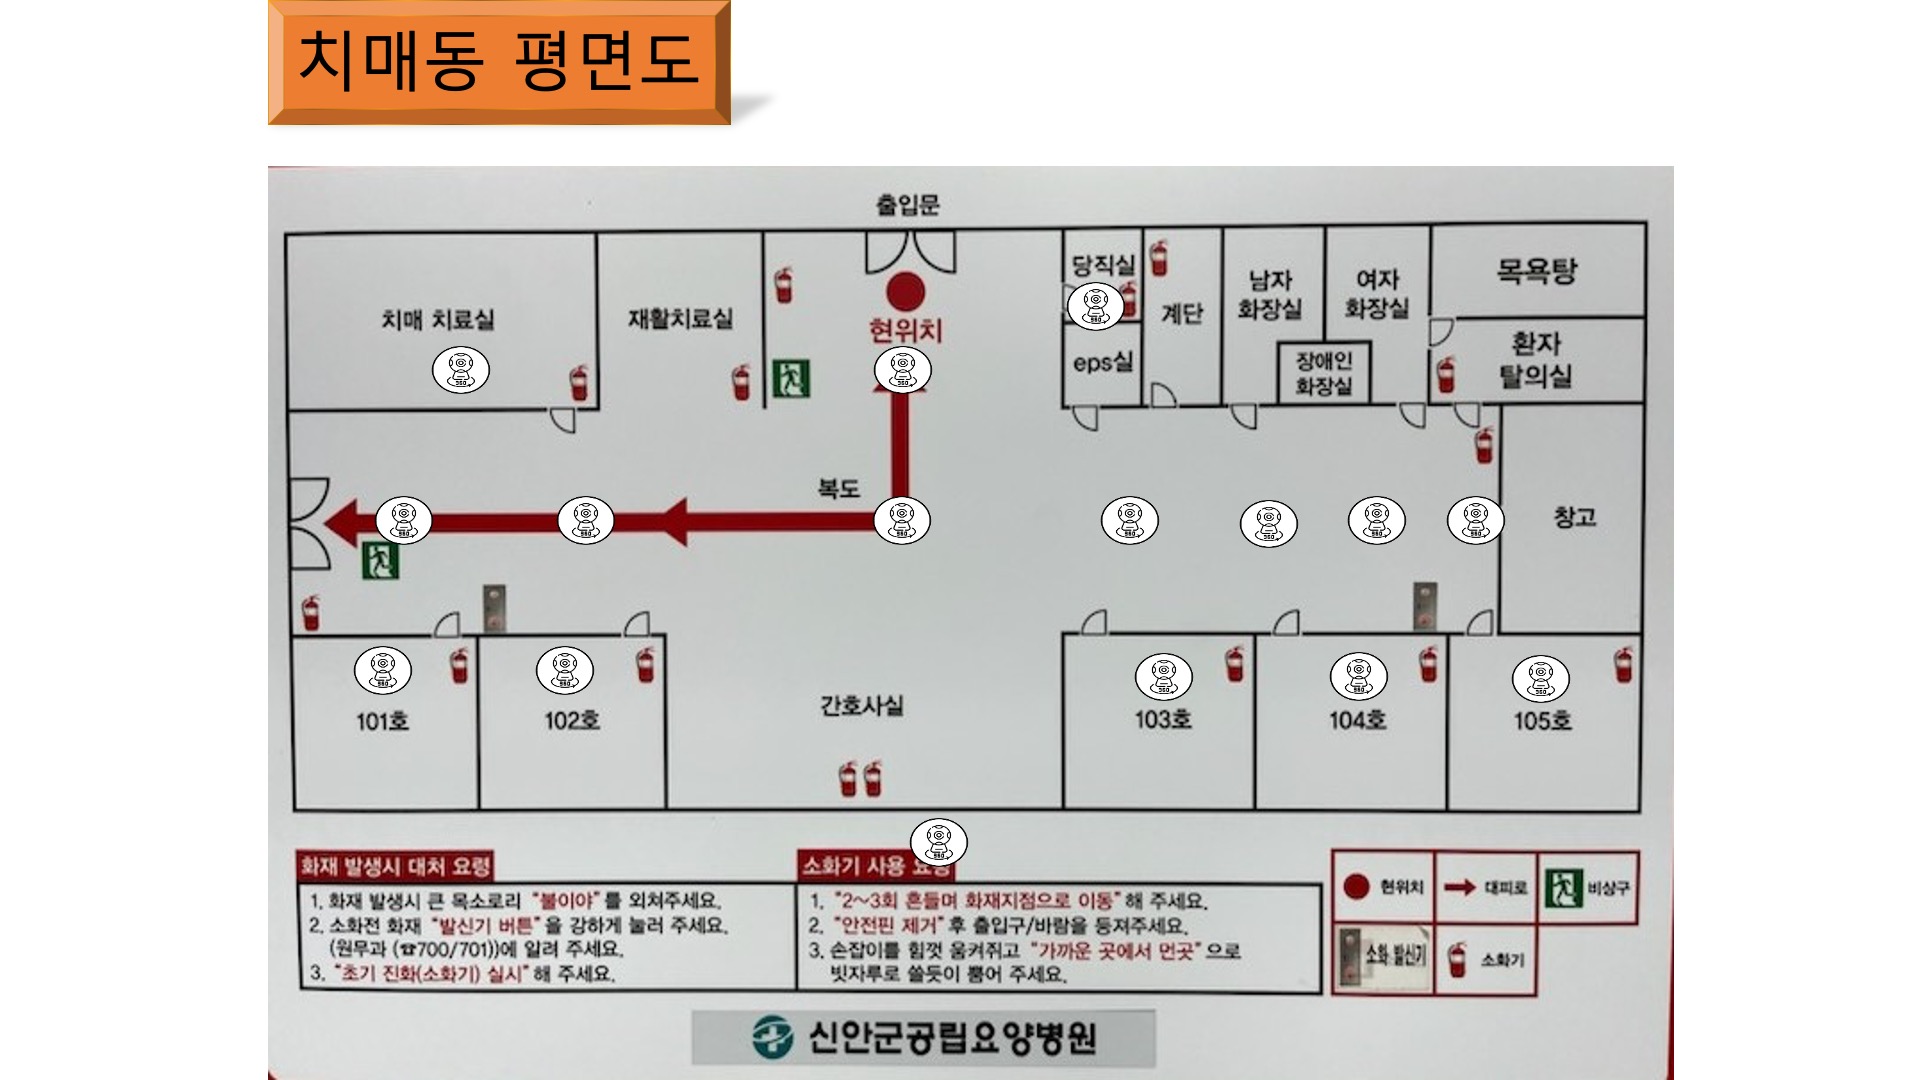 치매동 평면도
출입문
치매 치료실
재활치료실
현위치
당직실
eps실
계단
남자
화장실
여자
화장실
장애인
화장실
목욕탕
환자
탈의실
복도
창고
101호
102호
간호사실
103호
104호
105호
화재 발생시 대처 요령
1. 화재 발생시 큰 목소리 "불이야"를 외쳐주세요.
2. 소화전 화재 "발신기 버튼"을 강하게 눌러 주세요.
(원무과 (☎700/701))에 일려 주세요.
3. "초기 진화(소화기) 실시"해 주세요.
소화기 사용 요령
1. "2~3회 흔들며 화재지점으로 이동"해 주세요.
2. "안전핀 제거"후 출입구/바람을 등져주세요.
3. 손잡이를 힘껏 움켜쥐고 "가까운 곳에서 먼곳"으로
빗자루로 쓸듯이 뿜어 주세요.
현위치
대피로
비상구
소화 발신기
소화기
신안군공립요양병원